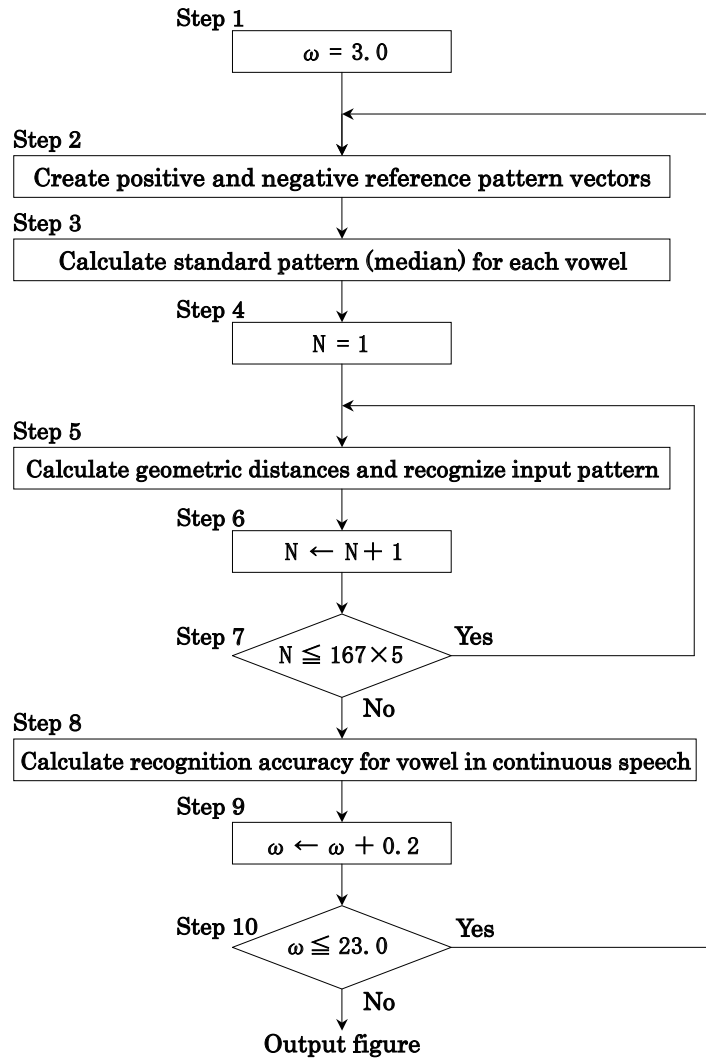 Step 1
ω = 3.0
Step 2
Create positive and negative reference pattern vectors
Step 3
Calculate standard pattern (median) for each vowel
Step 4
N = 1
Step 5
Calculate geometric distances and recognize input pattern
Step 6
N ← N + 1
Step 7
N ≦ 167×5
Yes
No
Step 8
Calculate recognition accuracy for vowel in continuous speech
Step 9
ω ← ω + 0.2
Step 10
ω ≦ 23.0
Yes
No
Output figure